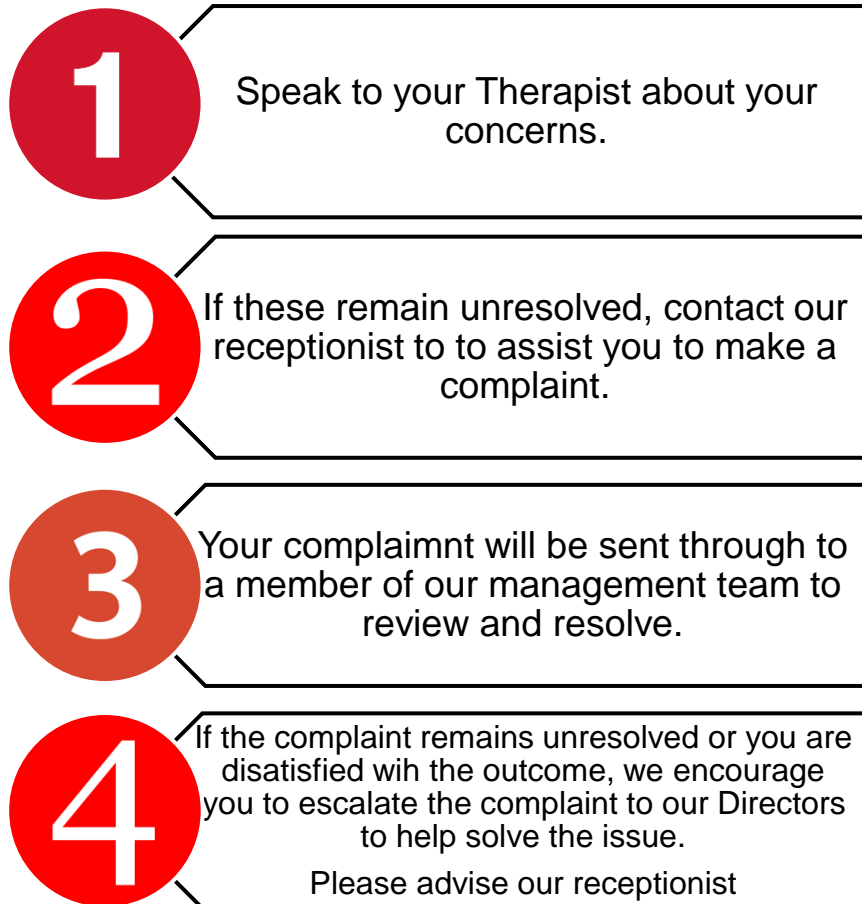 1
Speak to your Therapist about your
concerns.
2
If these remain unresolved, contact our
receptionist to to assist you to make a
complaint.
3
Your complaimnt will be sent through to
a member of our management team to
review and resolve.
4
If the complaint remains unresolved or you are
disatisfied wih the outcome, we encourage
you to escalate the complaint to our Directors
to help solve the issue.
Please advise our receptionist